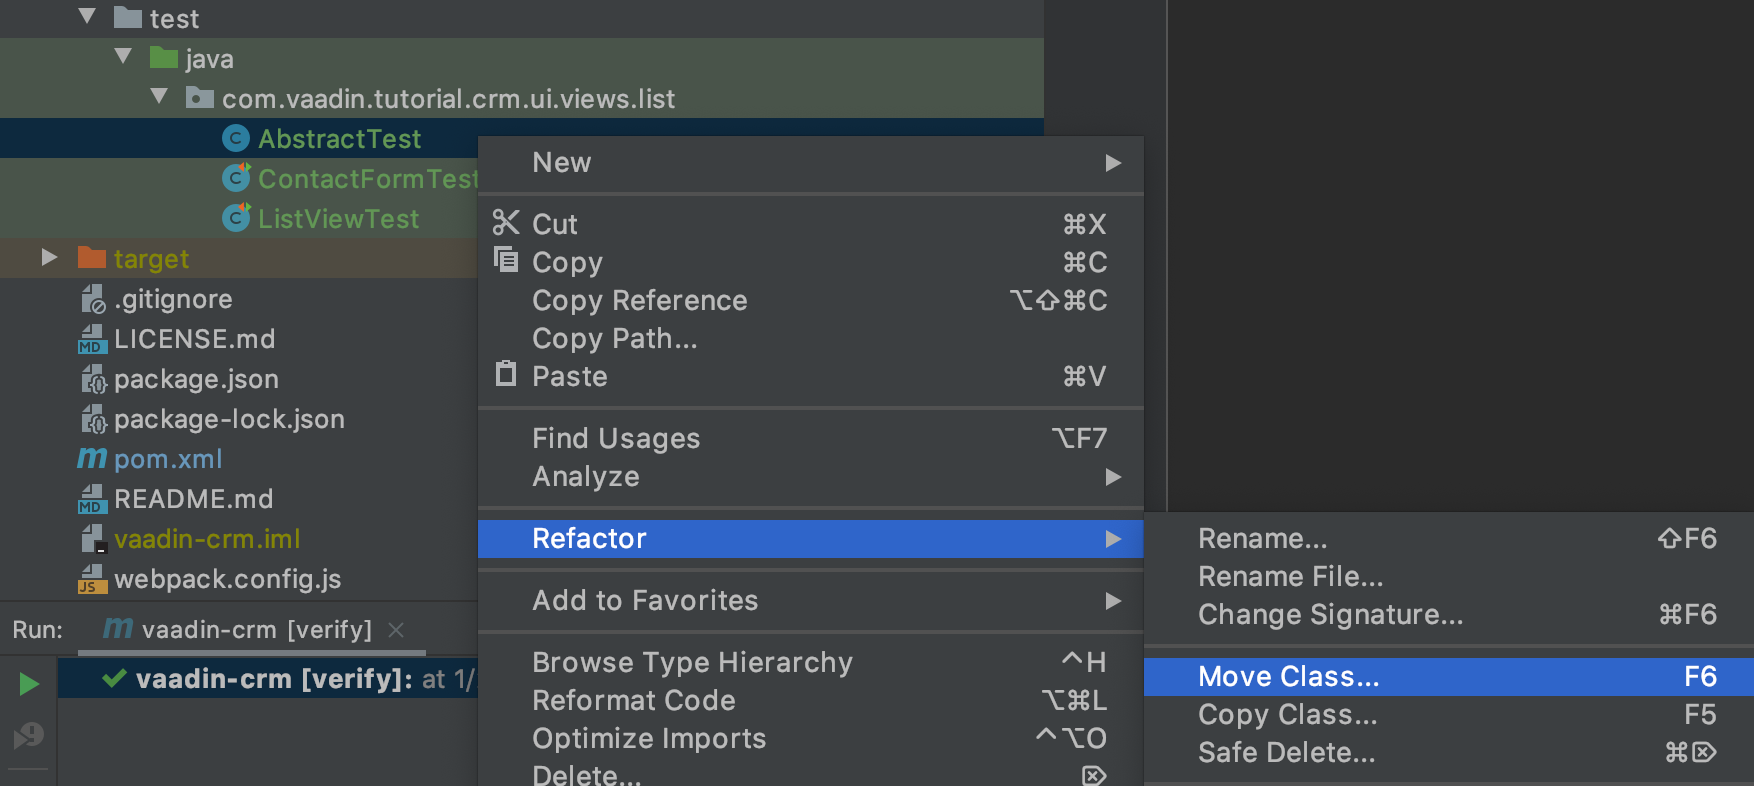 test
java
com.vaadin.tutorial.crm.ui.views.list
AbstractTest
ContactFormTest
ListViewTest
target
.gitignore
LICENSE.md
package.json
package-lock.json
pom.xml
README.md
vaadin-crm.iml
webpack.config.js
Run: vaadin-crm [verify]
vaadin-crm [verify]: at 1/
New
Cut ⌘X
Copy ⌘C
Copy Reference ⌥⇧⌘C
Copy Path...
Paste ⌘V
Find Usages ⌥F7
Analyze
Refactor
Add to Favorites
Browse Type Hierarchy ^H
Reformat Code ⌥⌘L
Optimize Imports ^⌥O
Delete... ⌦
Rename... ⇧F6
Rename File...
Change Signature... ⌘F6
Move Class... F6
Copy Class... F5
Safe Delete... ⌘⌦